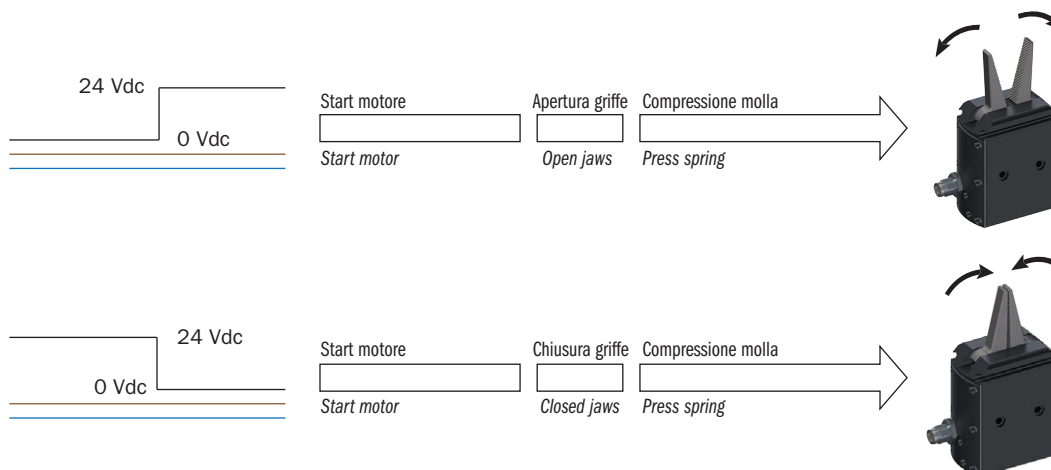 24 Vdc
0 Vdc
Start motore
Apertura griffe
Compressione molla
Start motor
Open jaws
Press spring
24 Vdc
0 Vdc
Start motore
Chiusura griffe
Compressione molla
Start motor
Closed jaws
Press spring